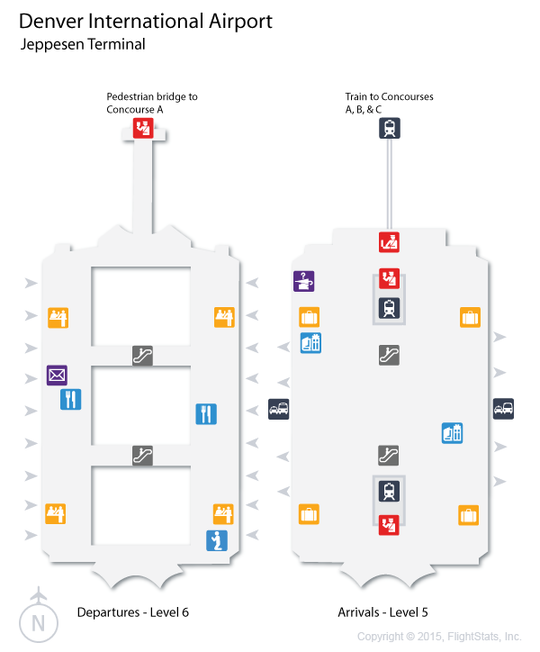 Denver International Airport
Jeppesen Terminal
Pedestrian bridge to
Concourse A
Train to Concourses
A, B, & C
N
Departures - Level 6
Arrivals - Level 5
Copyright © 2015, FlightStats, Inc.